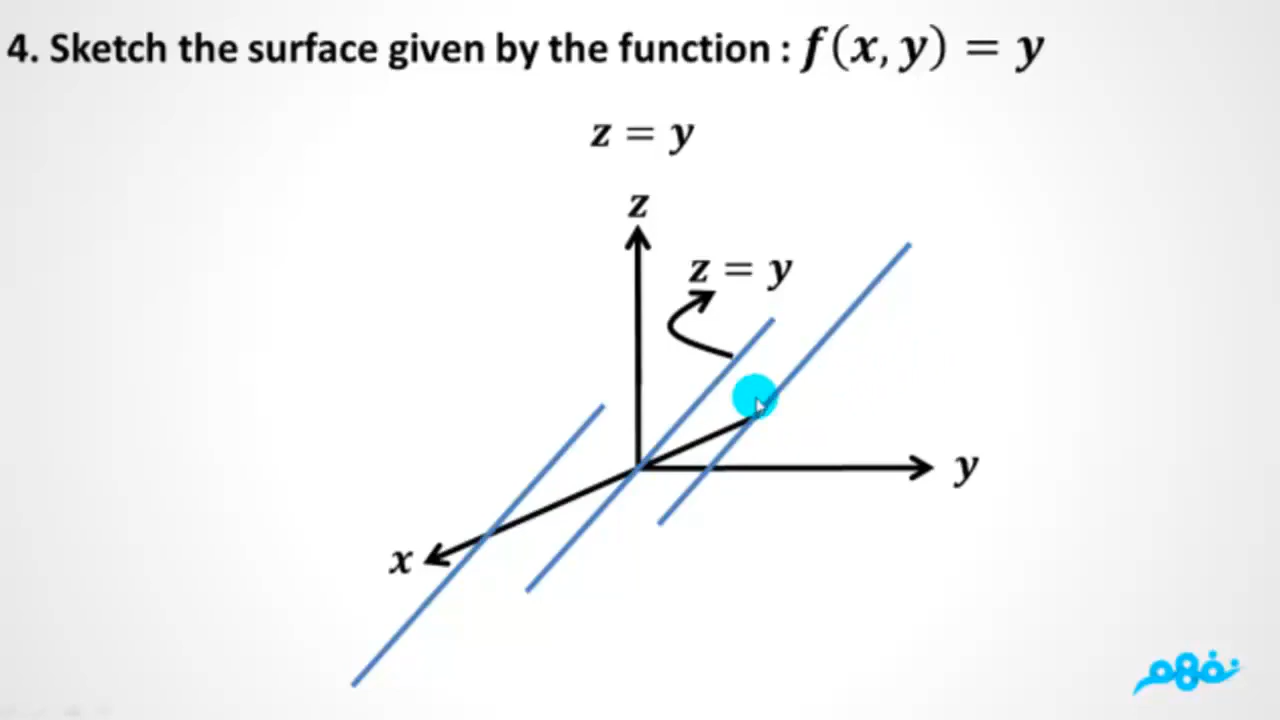 4. Sketch the surface given by the function : f(x, y) = y
z = y
z
z = y
y
x
نفهم